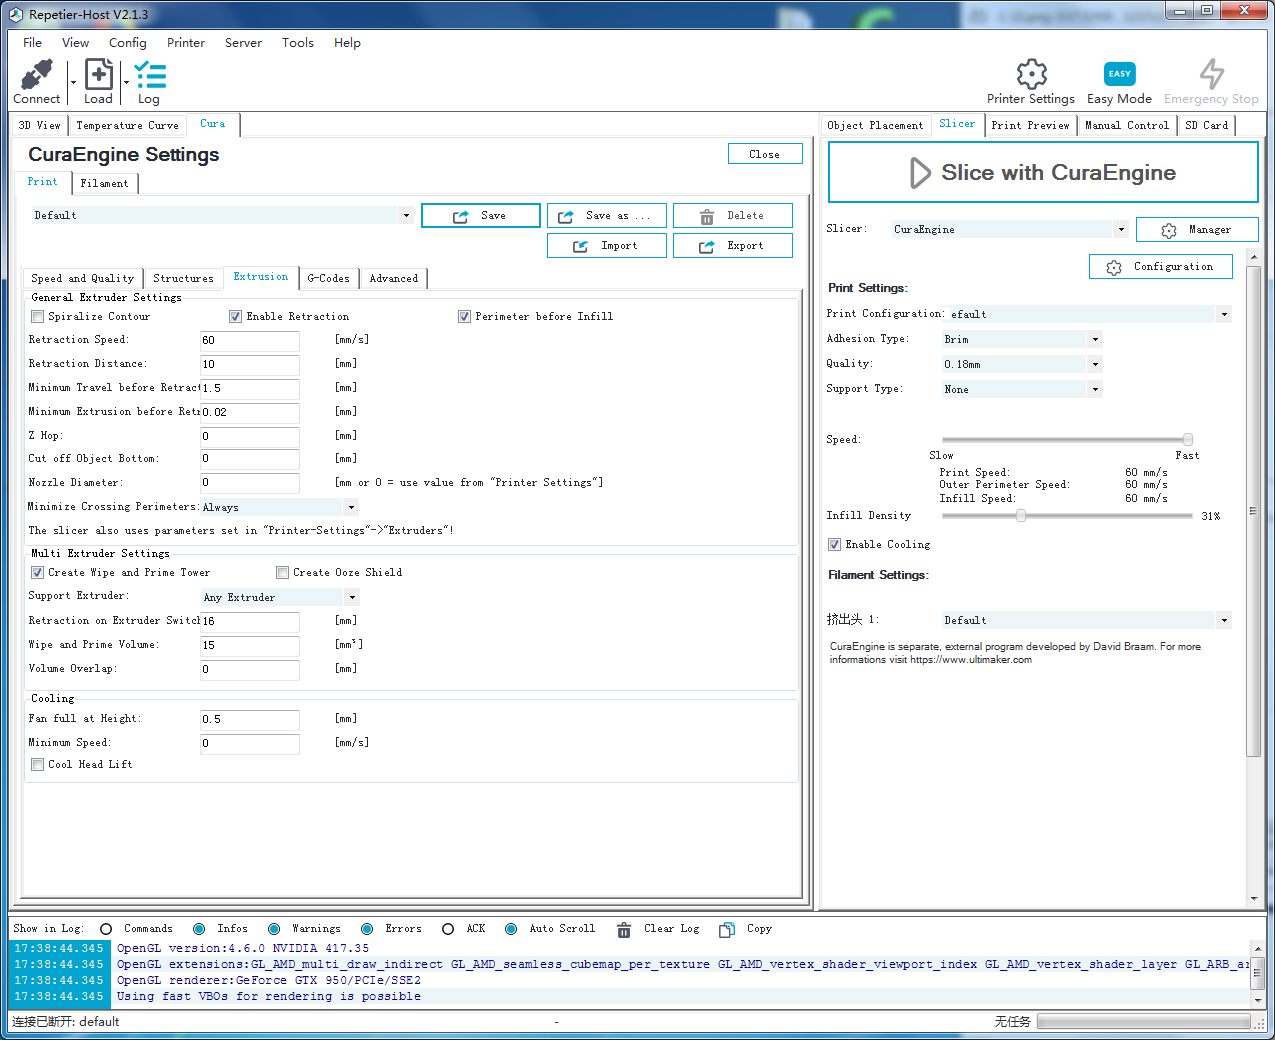 Repetier-Host V2.1.3
File View Config Printer Server Tools Help
Connect Load Log Printer Settings EASY Easy Mode Emergency Stop
3D View Temperature Curve Cura
Object Placement Slicer Print Preview Manual Control SD Card
CuraEngine Settings Close
Print Filament
Default Save Save as ... Delete
Import Export
Speed and Quality Structures Extrusion G-Codes Advanced
General Extruder Settings
Spiralize Contour Enable Retraction Perimeter before Infill
Retraction Speed: 60 [mm/s]
Retraction Distance: 10 [mm]
Minimum Travel before Retract 1.5 [mm]
Minimum Extrusion before Retr 0.02 [mm]
Z Hop: 0 [mm]
Cut off Object Bottom: 0 [mm]
Nozzle Diameter: 0 [mm or 0 = use value from "Printer Settings"]
Minimize Crossing Perimeters: Always
The slicer also uses parameters set in "Printer-Settings"->"Extruders"!
Multi Extruder Settings
Create Wipe and Prime Tower Create Ooze Shield
Support Extruder: Any Extruder
Retraction on Extruder Switch 16 [mm]
Wipe and Prime Volume: 15 [mm³]
Volume Overlap: 0 [mm]
Cooling
Fan full at Height: 0.5 [mm]
Minimum Speed: 0 [mm/s]
Cool Head Lift
Slice with CuraEngine
Slicer: CuraEngine Manager
Configuration
Print Settings:
Print Configuration: efault
Adhesion Type: Brim
Quality: 0.18mm
Support Type: None
Speed:
Slow Fast
Print Speed: 60 mm/s
Outer Perimeter Speed: 60 mm/s
Infill Speed: 60 mm/s
Infill Density 31%
Enable Cooling
Filament Settings:
挤出头 1: Default
CuraEngine is separate, external program developed by David Braam. For more
informations visit https://www.ultimaker.com
Show in Log: Commands Infos Warnings Errors ACK Auto Scroll Clear Log Copy
17:38:44.345 OpenGL version:4.6.0 NVIDIA 417.35
17:38:44.345 OpenGL extensions:GL_AMD_multi_draw_indirect GL_AMD_seamless_cubemap_per_texture GL_AMD_vertex_shader_viewport_index GL_AMD_vertex_shader_layer GL_ARB_ar
17:38:44.345 OpenGL renderer:GeForce GTX 950/PCIe/SSE2
17:38:44.345 Using fast VBOs for rendering is possible
连接已断开: default - 无任务